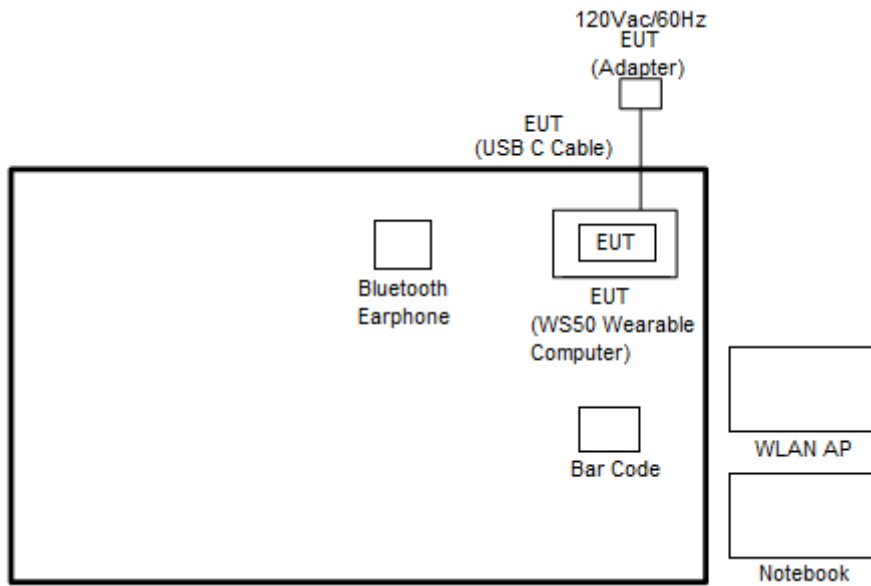 120Vac/60Hz
EUT
(Adapter)
EUT
(USB C Cable)
EUT
Bluetooth
Earphone
EUT
(WS50 Wearable
Computer)
Bar Code
WLAN AP
Notebook